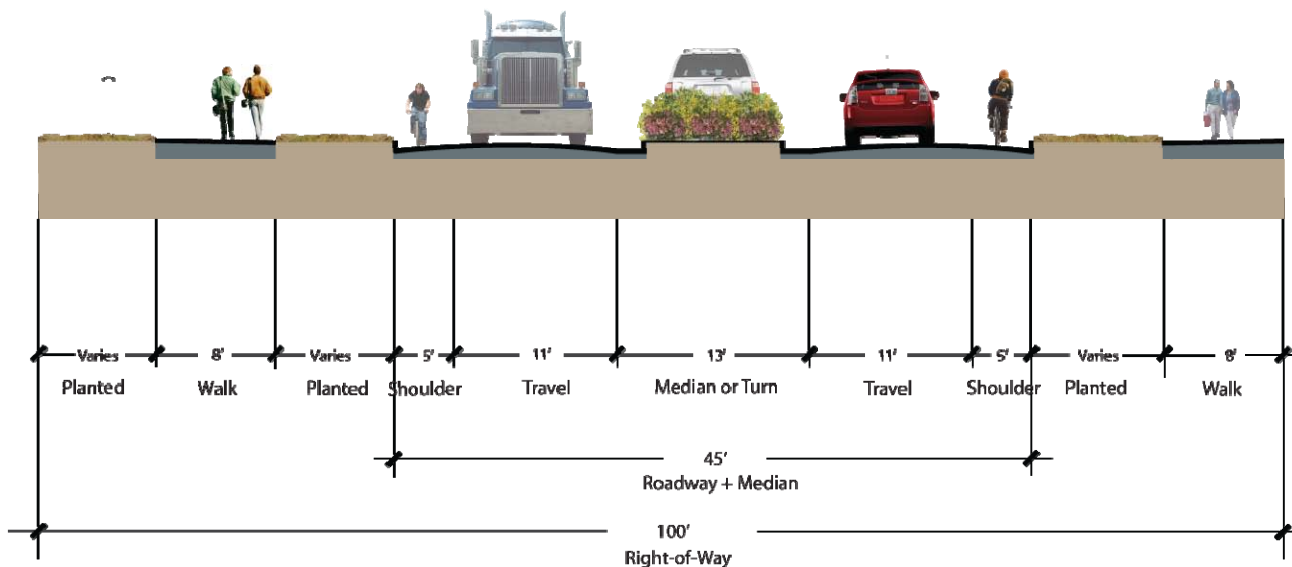 Varies 8' Varies 5' 11' 13' 11' 5' Varies 8'
Planted Walk Planted Shoulder Travel Median or Turn Travel Shoulder Planted Walk
45'
Roadway + Median
100'
Right-of-Way